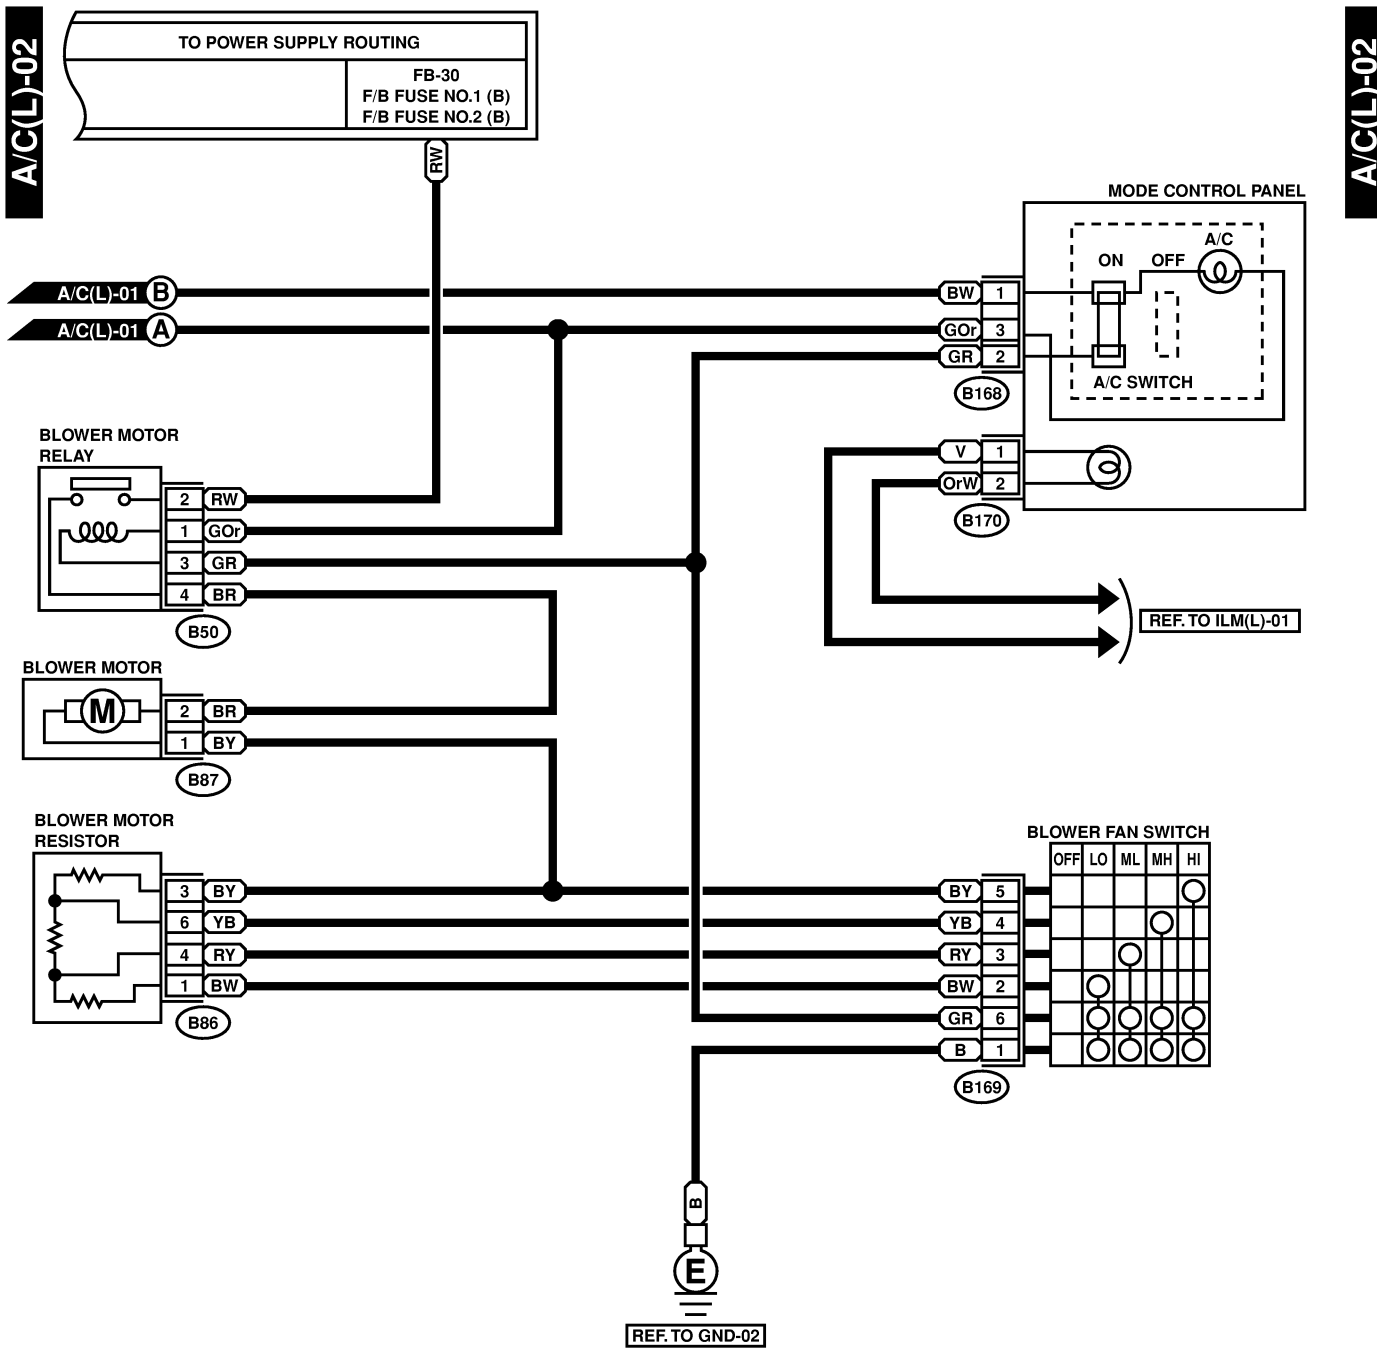 A/C(L)-02
A/C(L)-02
TO POWER SUPPLY ROUTING
FB-30
F/B FUSE NO.1 (B)
F/B FUSE NO.2 (B)
RW
MODE CONTROL PANEL
A/C
ON OFF
A/C(L)-01 B
BW 1
A/C(L)-01 A
GOr 3
GR 2
A/C SWITCH
B168
BLOWER MOTOR
RELAY
V 1
OrW 2
B170
2 RW
1 GOr
3 GR
4 BR
B50
REF. TO ILM(L)-01
BLOWER MOTOR
M
2 BR
1 BY
B87
BLOWER MOTOR
RESISTOR
3 BY
6 YB
4 RY
1 BW
B86
BLOWER FAN SWITCH
OFF LO ML MH HI
BY 5
YB 4
RY 3
BW 2
GR 6
B 1
B169
B
E
REF. TO GND-02